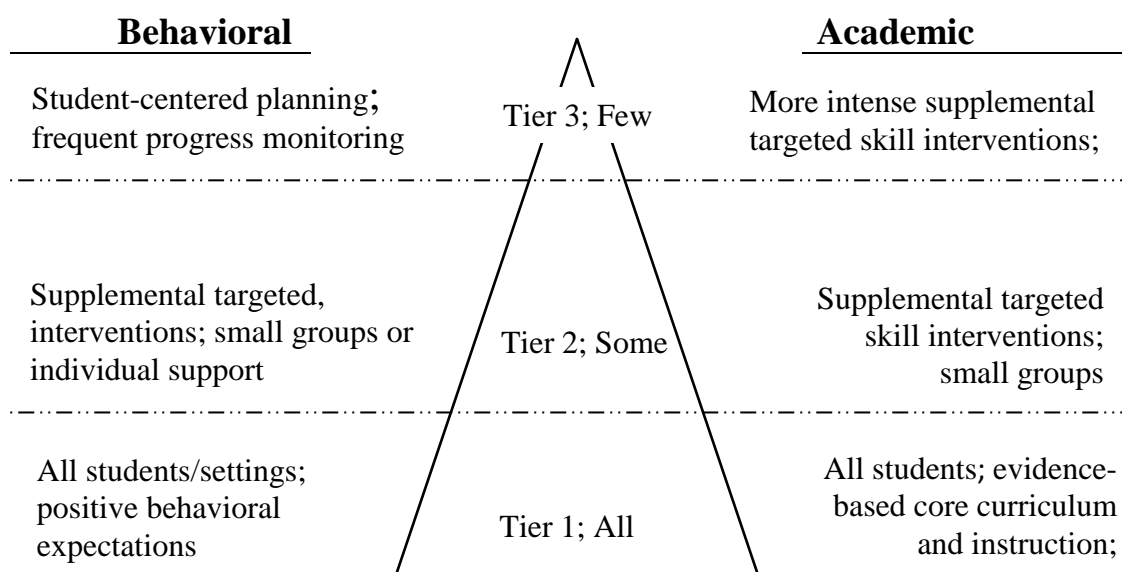 Behavioral
Academic
Student-centered planning;
frequent progress monitoring
Tier 3; Few
More intense supplemental
targeted skill interventions;
Supplemental targeted,
interventions; small groups or
individual support
Tier 2; Some
Supplemental targeted
skill interventions;
small groups
All students/settings;
positive behavioral
expectations
Tier 1; All
All students; evidence-
based core curriculum
and instruction;